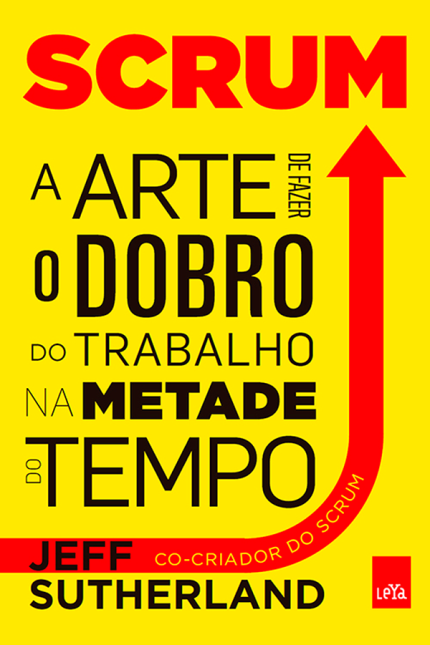 SCRUM
A ARTE DE FAZER
O DOBRO
DO TRABALHO
NA METADE
DO TEMPO
JEFF
SUTHERLAND
CO-CRIADOR DO SCRUM
LeYa